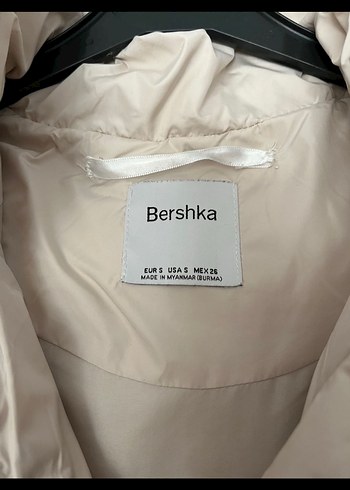 Bershka
EUR S USA S MEX 26
MADE IN MYANMAR (BURMA)